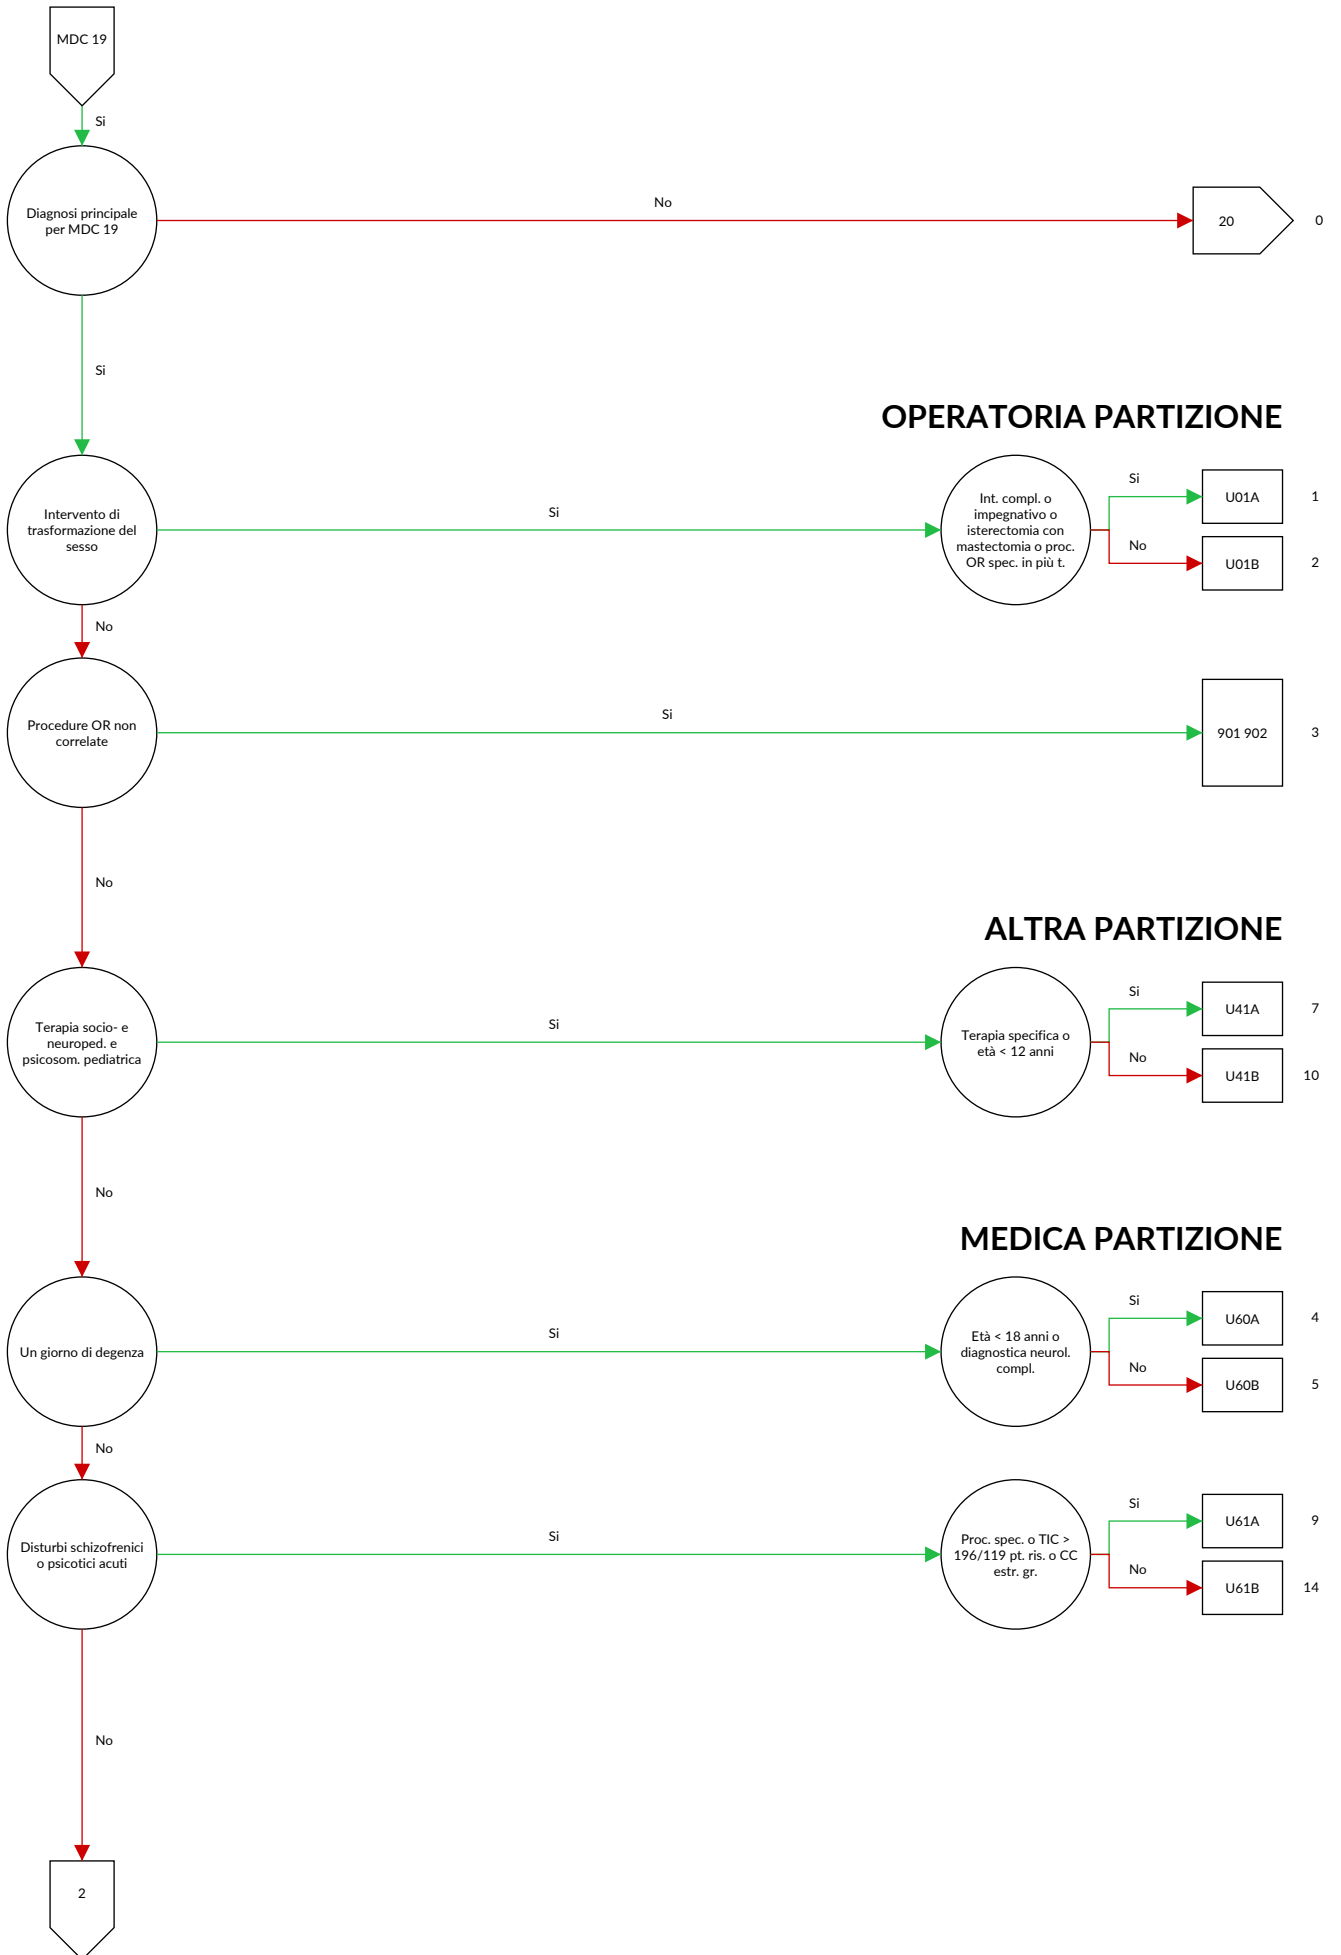 MDC 19
Si
Diagnosi principale
per MDC 19
No
20
0
Si
OPERATORIA PARTIZIONE
Intervento di
trasformazione del
sesso
Si
Int. compl. o
impegnativo o
isterectomia con
mastectomia o proc.
OR spec. in più t.
Si
U01A
1
No
U01B
2
No
Procedure OR non
correlate
Si
901 902
3
No
ALTRA PARTIZIONE
Terapia socio- e
neuroped. e
psicosom. pediatrica
Si
Terapia specifica o
età < 12 anni
Si
U41A
7
No
U41B
10
No
MEDICA PARTIZIONE
Un giorno di degenza
Si
Età < 18 anni o
diagnostica neurol.
compl.
Si
U60A
4
No
U60B
5
No
Disturbi schizofrenici
o psicotici acuti
Si
Proc. spec. o TIC >
196/119 pt. ris. o CC
estr. gr.
Si
U61A
9
No
U61B
14
No
2